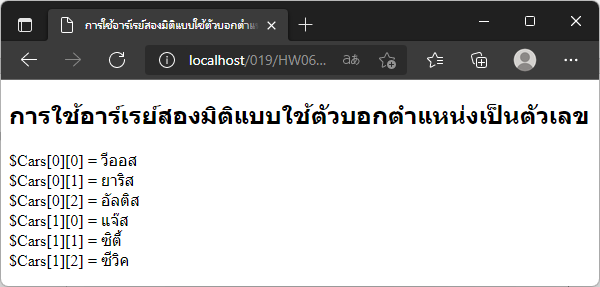 การใช้อาร์เรย์สองมิติแบบใช้ตัวบอกตำแห
localhost/019/HW06...
การใช้อาร์เรย์สองมิติแบบใช้ตัวบอกตำแหน่งเป็นตัวเลข
$Cars[0][0] = วีออส
$Cars[0][1] = ยาริส
$Cars[0][2] = อัลติส
$Cars[1][0] = แจ๊ส
$Cars[1][1] = ซิตี้
$Cars[1][2] = ซีวิค